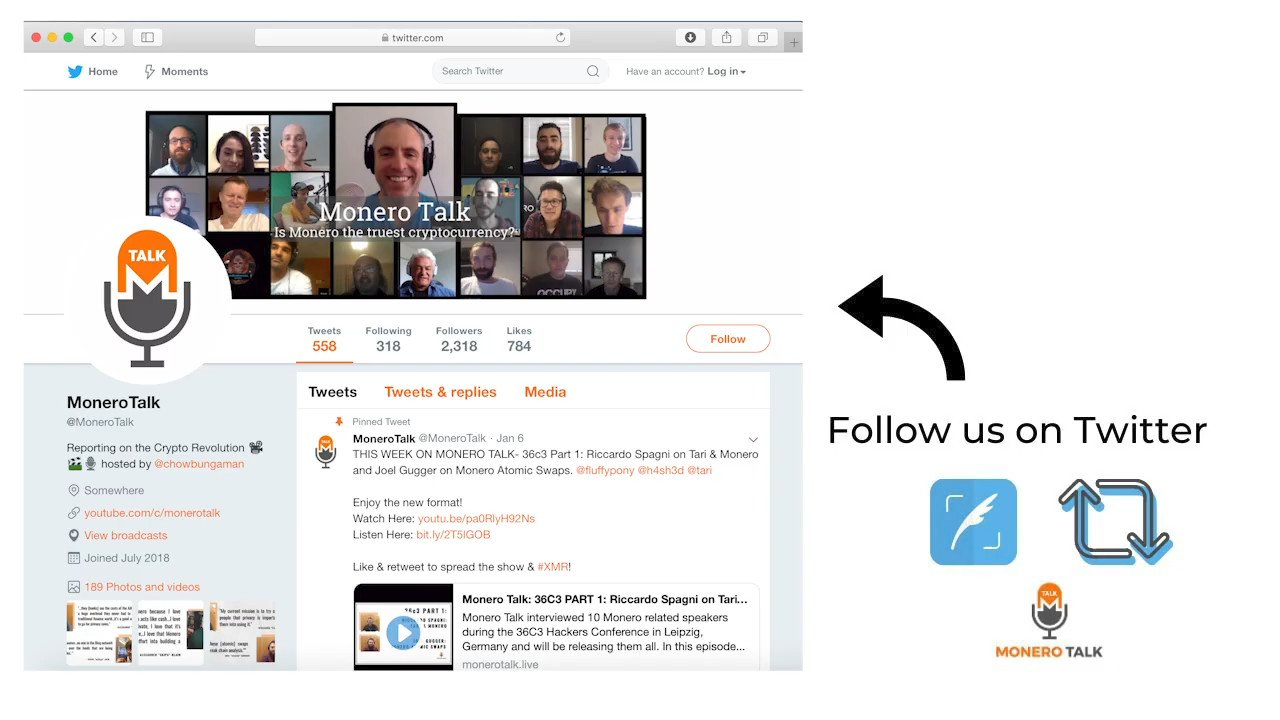 twitter.com
Home
Moments
Search Twitter
Have an account? Log in
Monero Talk
Is Monero the truest cryptocurrency?
TALK
Tweets
558
Following
318
Followers
2,318
Likes
784
Follow
MoneroTalk
@MoneroTalk
Reporting on the Crypto Revolution
hosted by @chowbungaman
Somewhere
youtube.com/c/monerotalk
View broadcasts
Joined July 2018
189 Photos and videos
Tweets
Tweets & replies
Media
Pinned Tweet
MoneroTalk @MoneroTalk · Jan 6
THIS WEEK ON MONERO TALK- 36c3 Part 1: Riccardo Spagni on Tari & Monero
and Joel Gugger on Monero Atomic Swaps. @fluffypony @h4sh3d @tari
Enjoy the new format!
Watch Here: youtu.be/pa0RlyH92Ns
Listen Here: bit.ly/2T5IGOB
Like & retweet to spread the show & #XMR!
Monero Talk: 36C3 PART 1: Riccardo Spagni on Tari...
Monero Talk interviewed 10 Monero related speakers
during the 36C3 Hackers Conference in Leipzig,
Germany and will be releasing them all. In this episode...
monerotalk.live
Follow us on Twitter
TALK
MONERO TALK